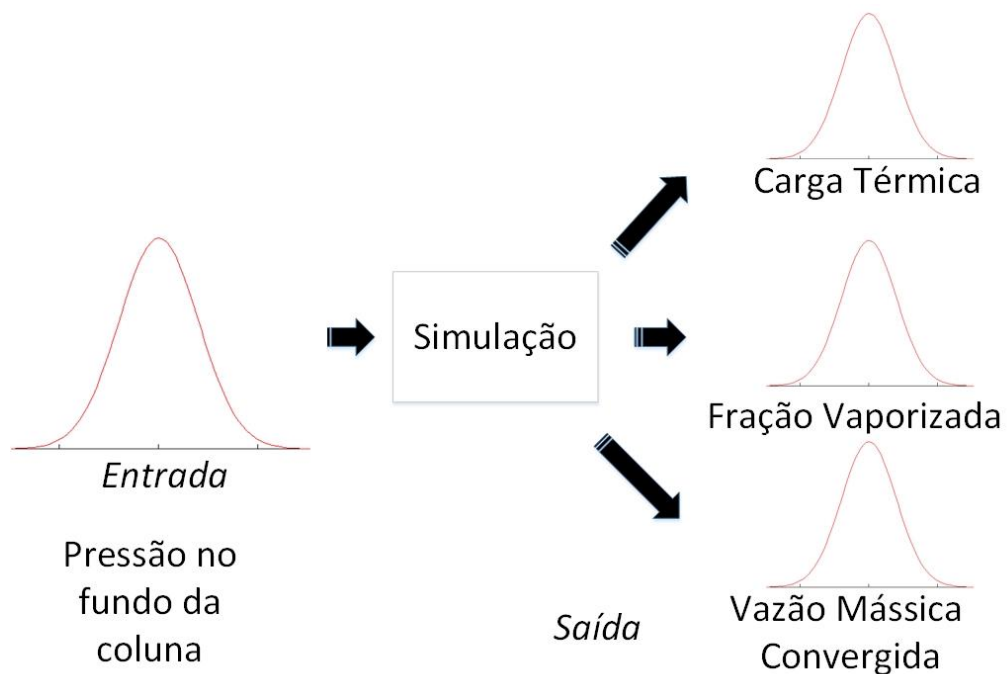 Entrada
Pressão no
fundo da
coluna
Simulação
Saída
Carga Térmica
Fração Vaporizada
Vazão Mássica
Convergida